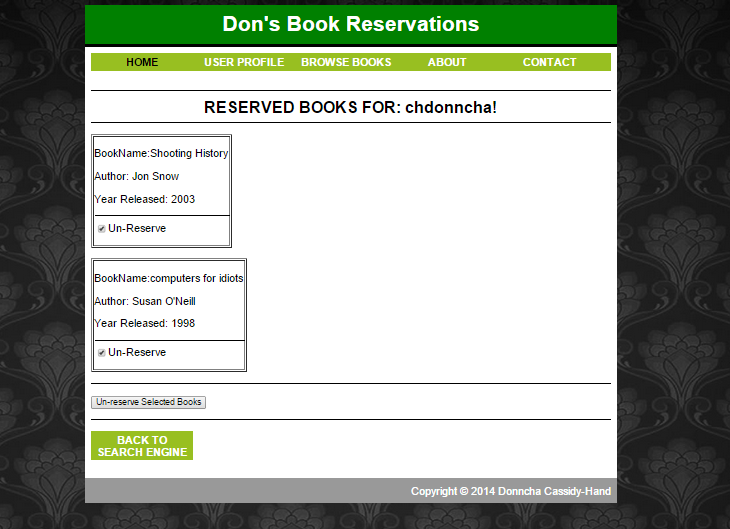 Don's Book Reservations
HOME USER PROFILE BROWSE BOOKS ABOUT CONTACT
RESERVED BOOKS FOR: chdonncha!
BookName:Shooting History
Author: Jon Snow
Year Released: 2003
Un-Reserve
BookName:computers for idiots
Author: Susan O'Neill
Year Released: 1998
Un-Reserve
Un-reserve Selected Books
BACK TO
SEARCH ENGINE
Copyright © 2014 Donncha Cassidy-Hand